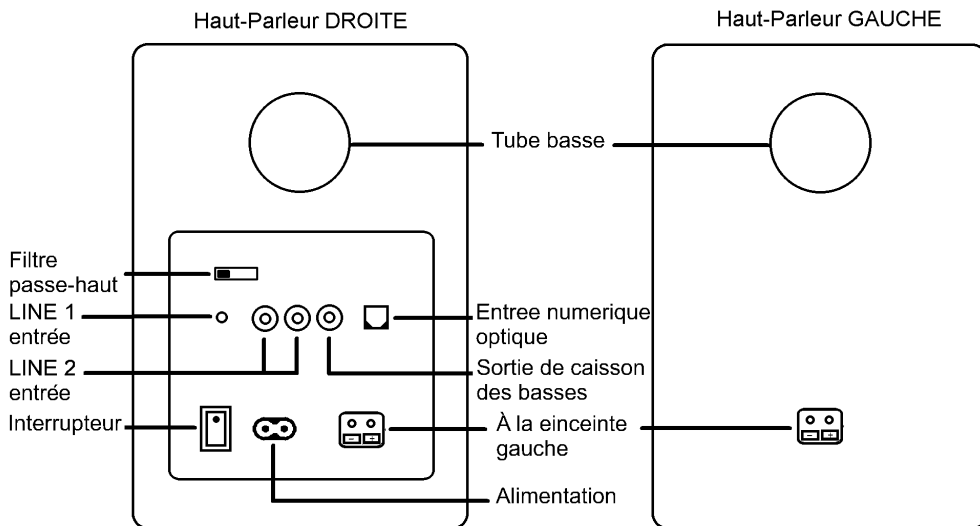 Haut-Parleur DROITE
Haut-Parleur GAUCHE
Tube basse
Filtre
passe-haut
LINE 1
entrée
LINE 2
entrée
Interrupteur
Entree numerique
optique
Sortie de caisson
des basses
À la einceinte
gauche
Alimentation